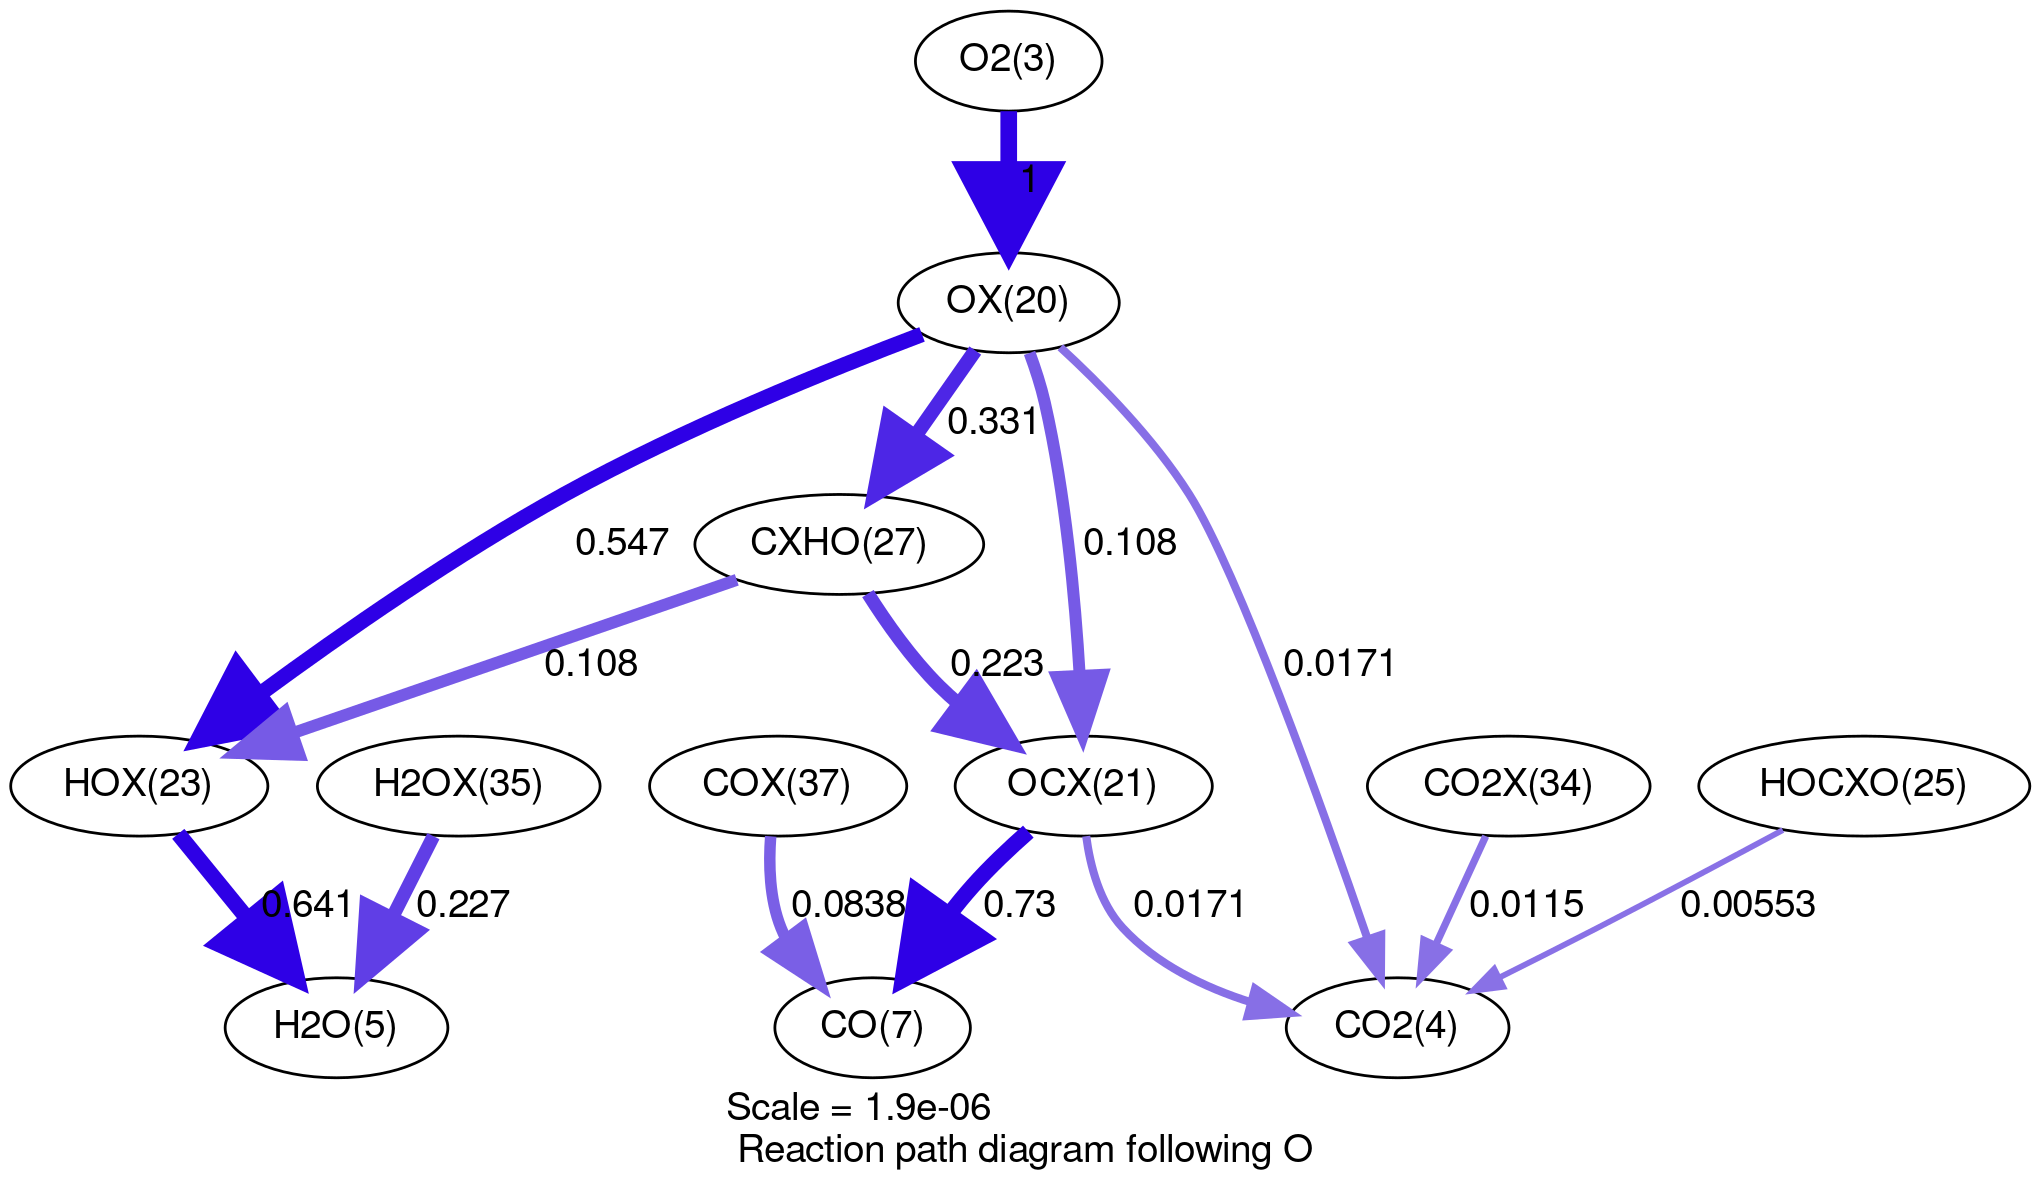 O2(3)
1
OX(20)
0.331
0.547
CXHO(27)
0.108
0.108
0.223
0.0171
HOX(23)
H2OX(35)
COX(37)
OCX(21)
CO2X(34)
HOCXO(25)
0.641
0.227
0.0838
0.73
0.0171
0.0115
0.00553
H2O(5)
CO(7)
CO2(4)
Scale = 1.9e-06
Reaction path diagram following O